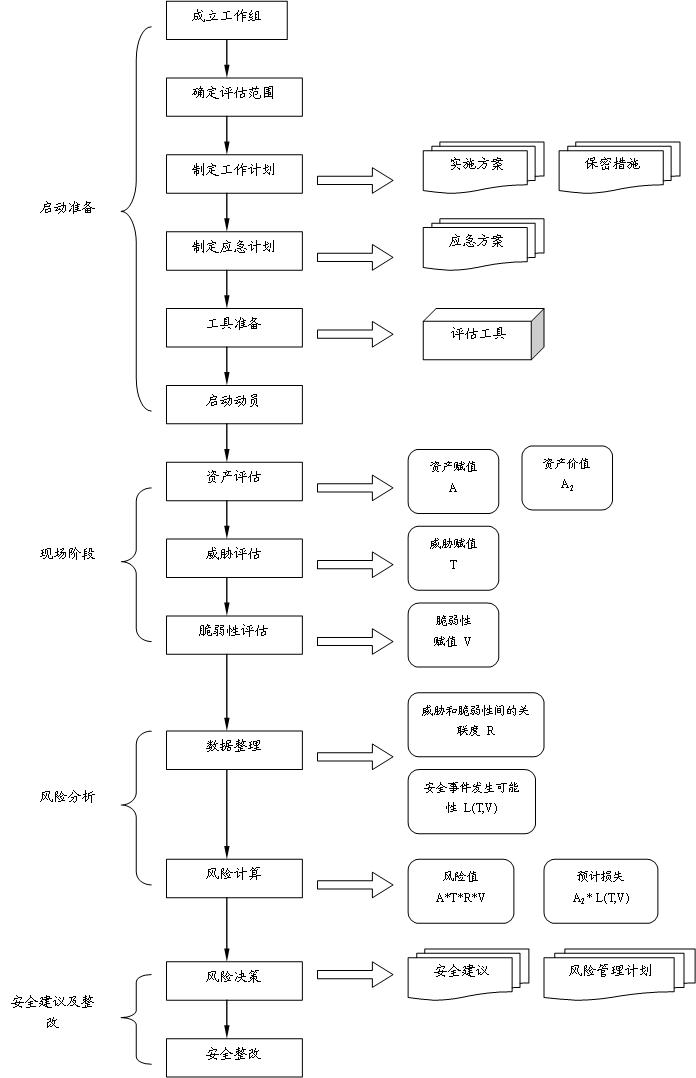 成立工作组
确定评估范围
制定工作计划
实施方案
保密措施
启动准备
制定应急计划
应急方案
工具准备
评估工具
启动动员
资产评估
资产赋值
A
资产价值
A₂
现场阶段
威胁评估
威胁赋值
T
脆弱性评估
脆弱性
赋值 V
威胁和脆弱性间的关
联度 R
数据整理
安全事件发生可能
性 L(T,V)
风险分析
风险计算
风险值
A*T*R*V
预计损失
A₂* L(T,V)
风险决策
安全建议
风险管理计划
安全建议及整
改
安全整改